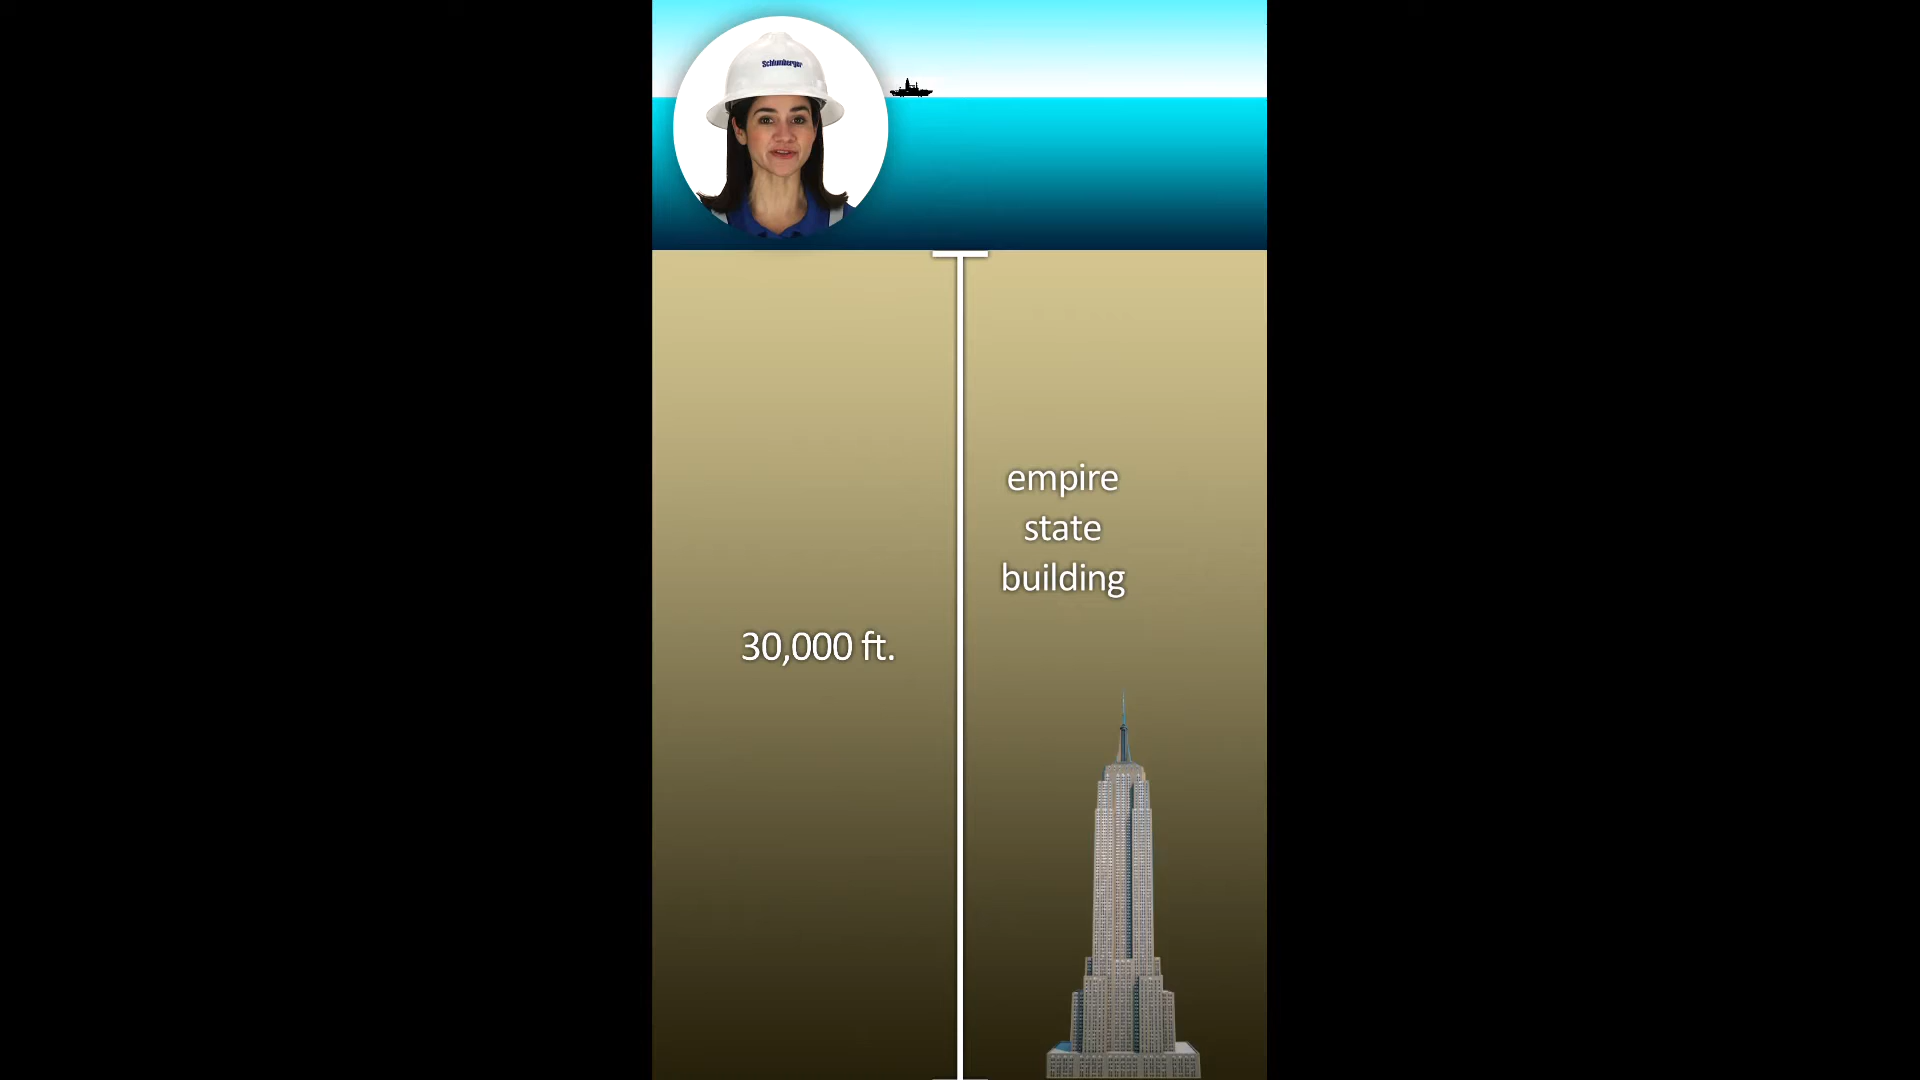 Schlumberger
empire
state
building
30,000 ft.